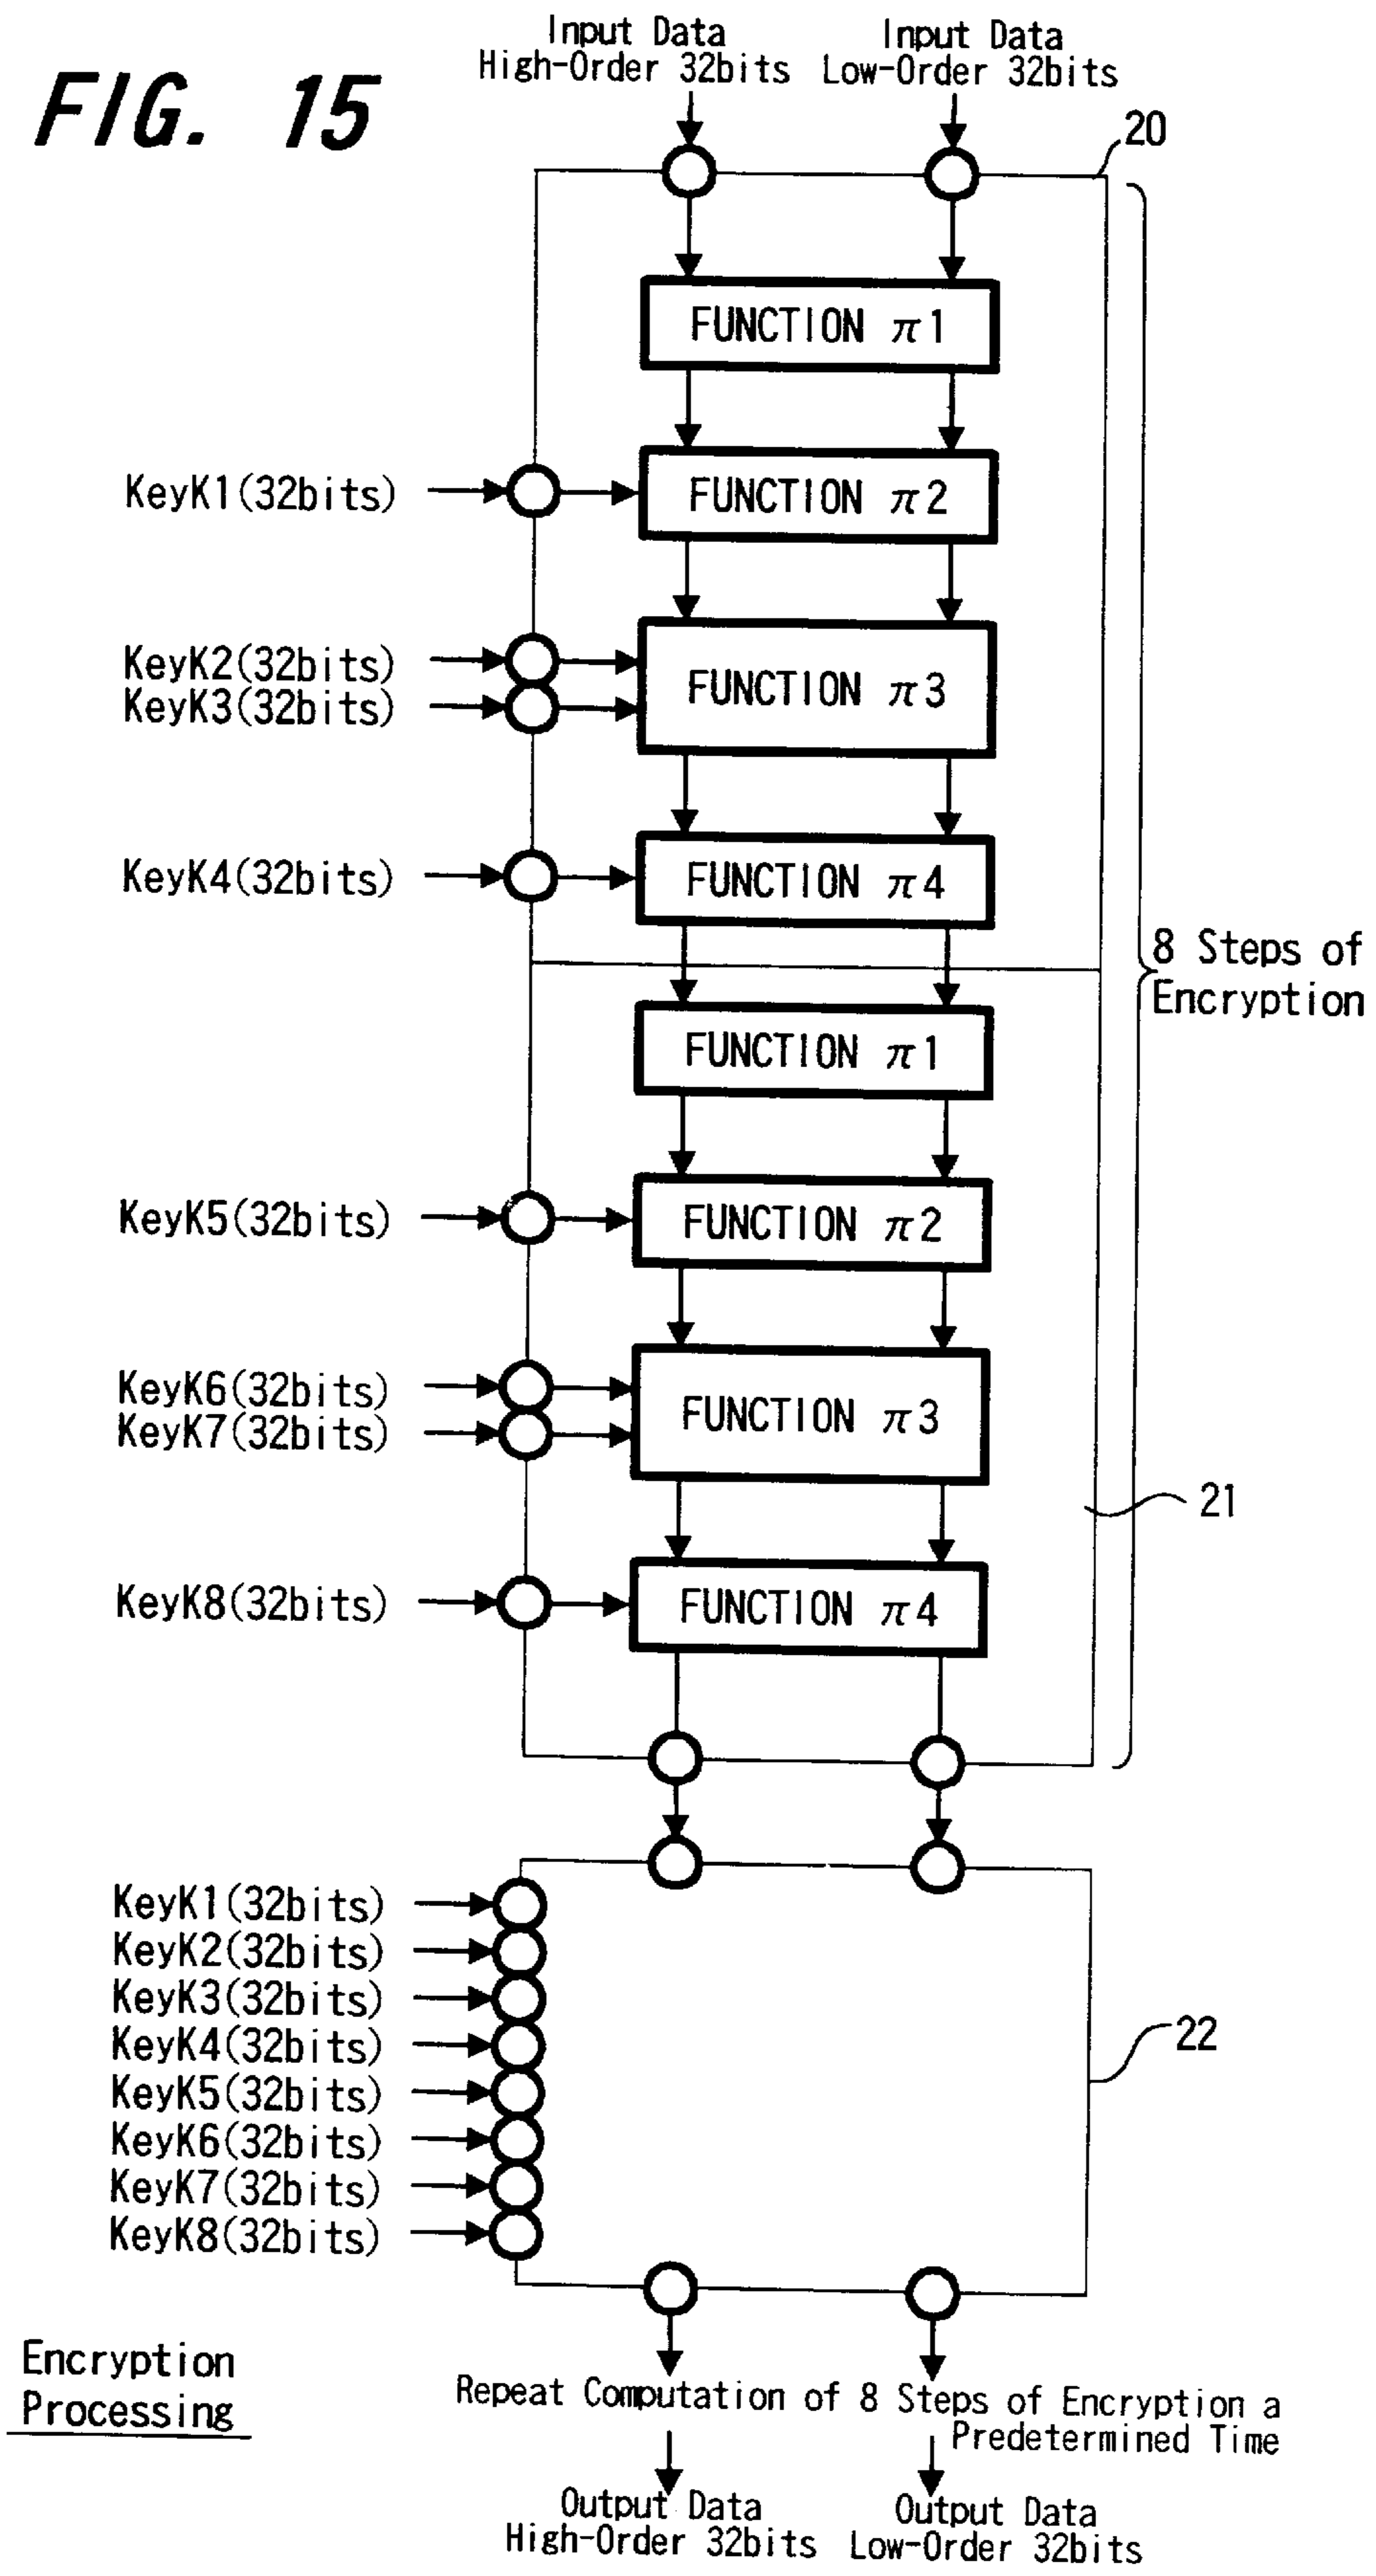 FIG. 15
Input Data
High-Order 32bits
Input Data
Low-Order 32bits
20
FUNCTION π1
KeyK1(32bits)
FUNCTION π2
KeyK2(32bits)
KeyK3(32bits)
FUNCTION π3
KeyK4(32bits)
FUNCTION π4
8 Steps of
Encryption
FUNCTION π1
KeyK5(32bits)
FUNCTION π2
KeyK6(32bits)
KeyK7(32bits)
FUNCTION π3
21
KeyK8(32bits)
FUNCTION π4
KeyK1(32bits)
KeyK2(32bits)
KeyK3(32bits)
KeyK4(32bits)
KeyK5(32bits)
KeyK6(32bits)
KeyK7(32bits)
KeyK8(32bits)
22
Encryption
Processing
Repeat Computation of 8 Steps of Encryption a
Predetermined Time
Output Data
High-Order 32bits
Output Data
Low-Order 32bits